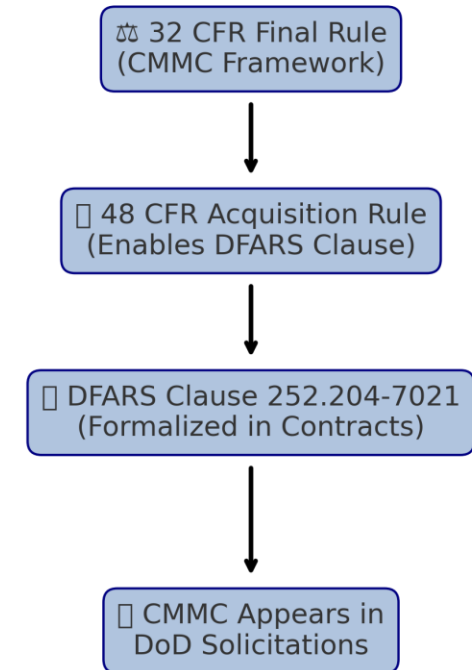 ⚖ 32 CFR Final Rule
(CMMC Framework)
48 CFR Acquisition Rule
(Enables DFARS Clause)
DFARS Clause 252.204-7021
(Formalized in Contracts)
CMMC Appears in
DoD Solicitations